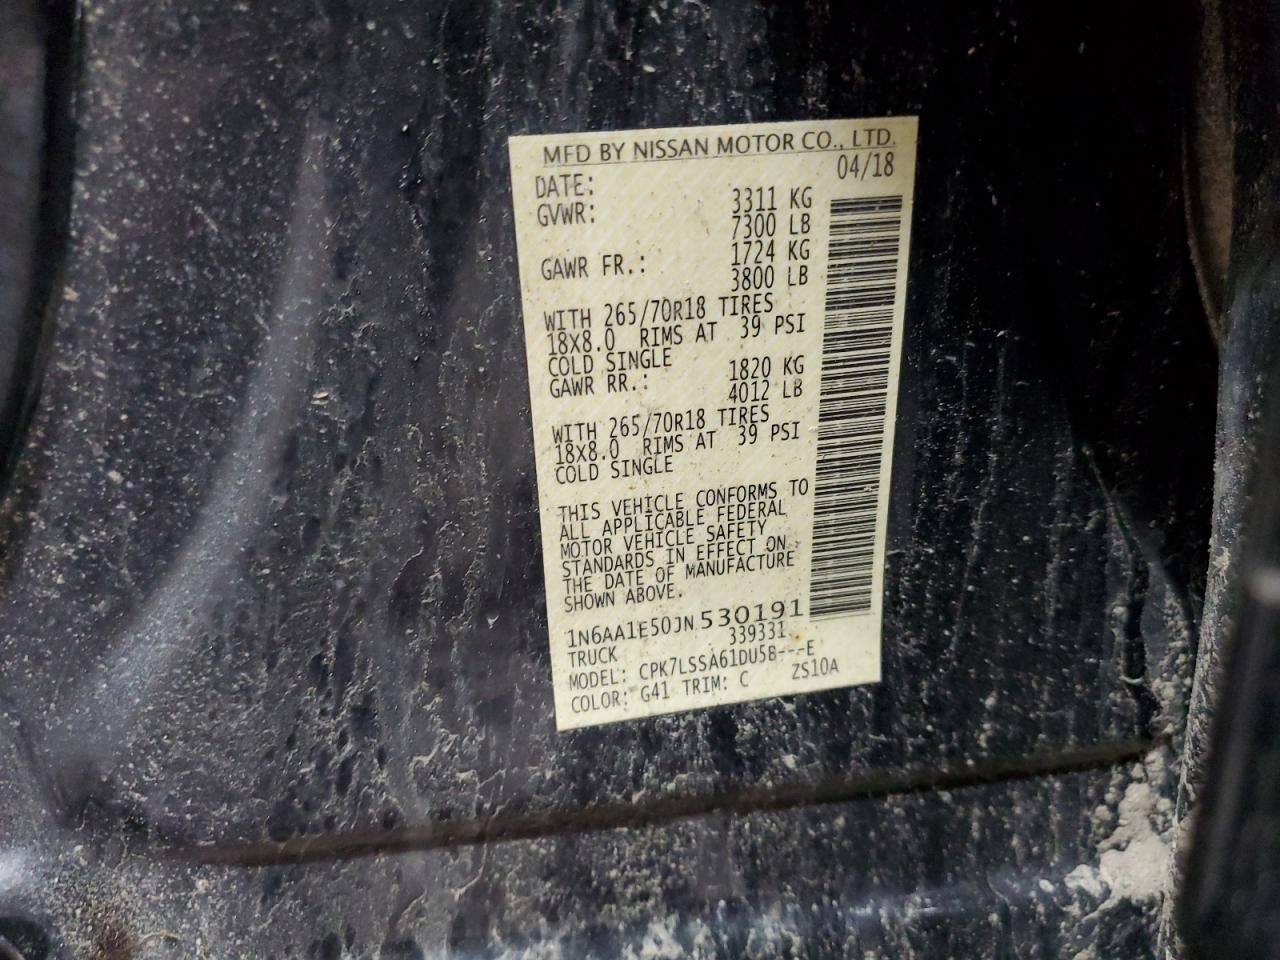 MFD BY NISSAN MOTOR CO., LTD.
DATE: 04/18
GVWR: 3311 KG
7300 LB
GAWR FR.: 1724 KG
3800 LB
WITH 265/70R18 TIRES
18X8.0 RIMS AT 39 PSI
COLD SINGLE
GAWR RR.: 1820 KG
4012 LB
WITH 265/70R18 TIRES
18X8.0 RIMS AT 39 PSI
COLD SINGLE
THIS VEHICLE CONFORMS TO
ALL APPLICABLE FEDERAL
MOTOR VEHICLE SAFETY
STANDARDS IN EFFECT ON
THE DATE OF MANUFACTURE
SHOWN ABOVE.
1N6AA1E50JN530191
TRUCK 339331
MODEL: CPK7LSSA61DU58---E
COLOR: G41 TRIM: C ZS10A